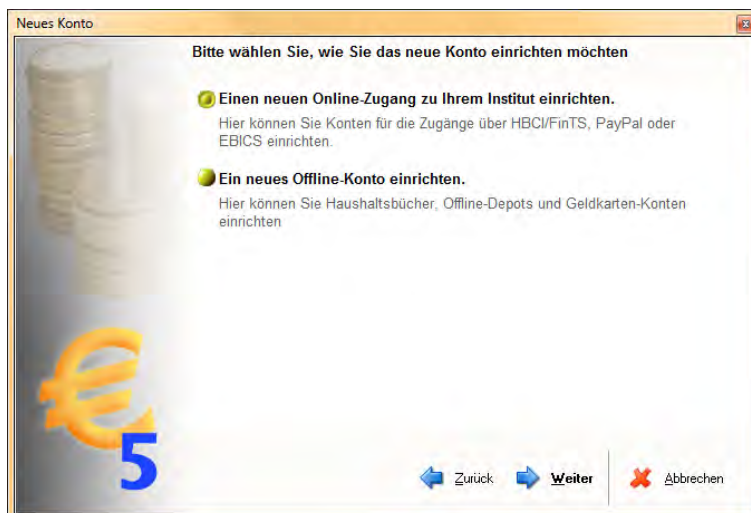 Neues Konto
Bitte wählen Sie, wie Sie das neue Konto einrichten möchten
Einen neuen Online-Zugang zu Ihrem Institut einrichten.
Hier können Sie Konten für die Zugänge über HBCI/FinTS, PayPal oder
EBICS einrichten.
Ein neues Offline-Konto einrichten.
Hier können Sie Haushaltsbücher, Offline-Depots und Geldkarten-Konten
einrichten
€
5
Zurück Weiter Abbrechen